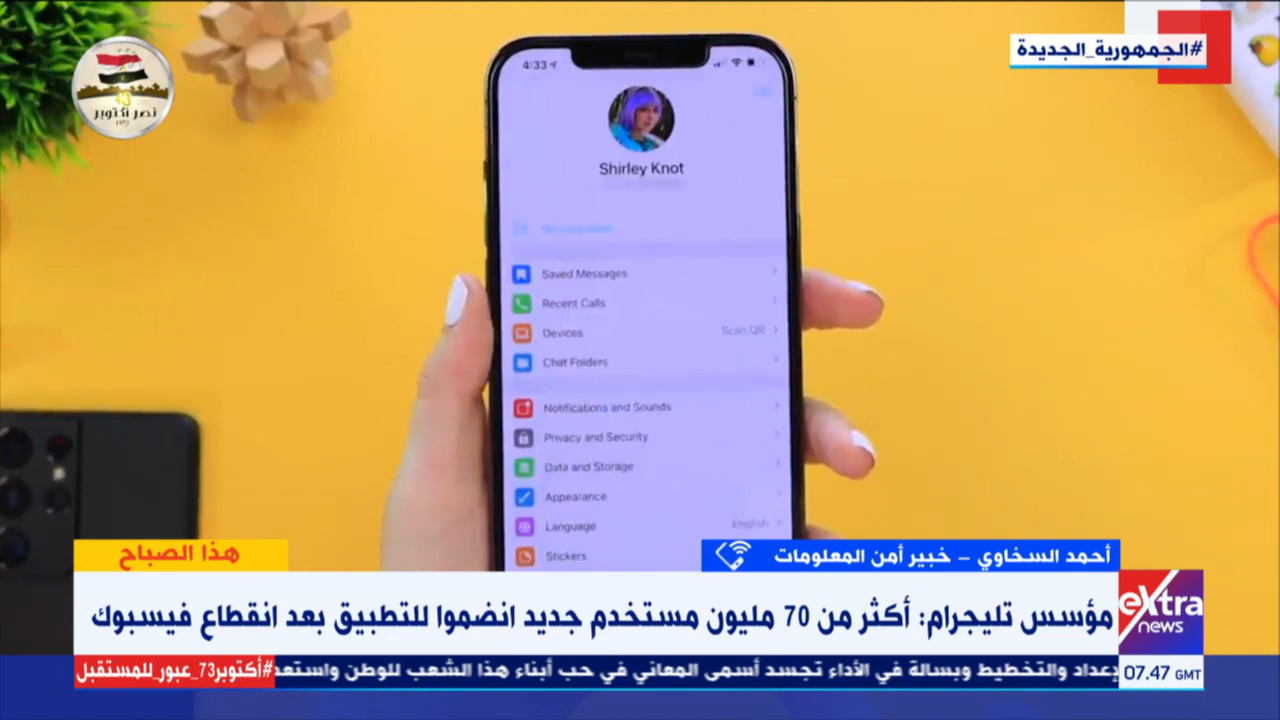 #الجمهورية_الجديدة
نصر أكتوبر
1973
4:33
Shirley Knot
Saved Messages
Recent Calls
Devices
Scan QR
Chat Folders
Notifications and Sounds
Privacy and Security
Data and Storage
Appearance
Language
English
Stickers
هذا الصباح
أحمد السخاوي – خبير أمن المعلومات
مؤسس تليجرام: أكثر من 70 مليون مستخدم جديد انضموا للتطبيق بعد انقطاع فيسبوك
eXtra news
#أكتوبر73_عبور_للمستقبل
إعداد والتخطيط وبسالة في الأداء تجسد أسمى المعاني في حب أبناء هذا الشعب للوطن واستعد
07.47 GMT